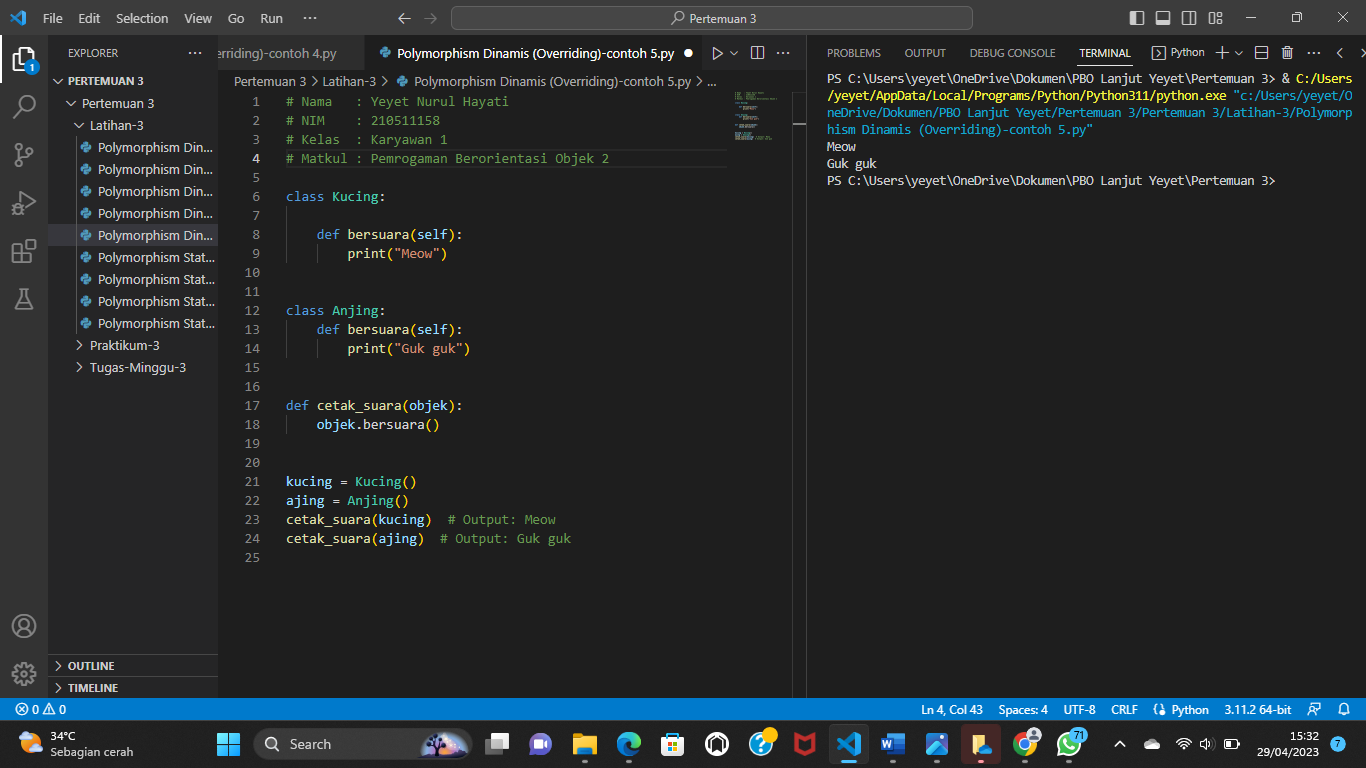 File Edit Selection View Go Run ··· Pertemuan 3
EXPLORER ···
PERTEMUAN 3
Pertemuan 3
Latihan-3
Polymorphism Din...
Polymorphism Din...
Polymorphism Din...
Polymorphism Din...
Polymorphism Din...
Polymorphism Stat...
Polymorphism Stat...
Polymorphism Stat...
Polymorphism Stat...
Praktikum-3
Tugas-Minggu-3
OUTLINE
TIMELINE
erriding)-contoh 4.py Polymorphism Dinamis (Overriding)-contoh 5.py
Pertemuan 3 > Latihan-3 > Polymorphism Dinamis (Overriding)-contoh 5.py > ...
1 # Nama   : Yeyet Nurul Hayati
2 # NIM    : 210511158
3 # Kelas  : Karyawan 1
4 # Matkul : Pemrogaman Berorientasi Objek 2
5
6 class Kucing:
7
8     def bersuara(self):
9         print("Meow")
10
11
12 class Anjing:
13     def bersuara(self):
14         print("Guk guk")
15
16
17 def cetak_suara(objek):
18     objek.bersuara()
19
20
21 kucing = Kucing()
22 ajing = Anjing()
23 cetak_suara(kucing)  # Output: Meow
24 cetak_suara(ajing)  # Output: Guk guk
25
PROBLEMS OUTPUT DEBUG CONSOLE TERMINAL Python
PS C:\Users\yeyet\OneDrive\Dokumen\PBO Lanjut Yeyet\Pertemuan 3> & C:/Users
/yeyet/AppData/Local/Programs/Python/Python311/python.exe "c:/Users/yeyet/O
neDrive/Dokumen/PBO Lanjut Yeyet/Pertemuan 3/Pertemuan 3/Latihan-3/Polymorp
hism Dinamis (Overriding)-contoh 5.py"
Meow
Guk guk
PS C:\Users\yeyet\OneDrive\Dokumen\PBO Lanjut Yeyet\Pertemuan 3>
0 0 Ln 4, Col 43 Spaces: 4 UTF-8 CRLF Python 3.11.2 64-bit
34°C
Sebagian cerah
Search
71
15:32
29/04/2023
7